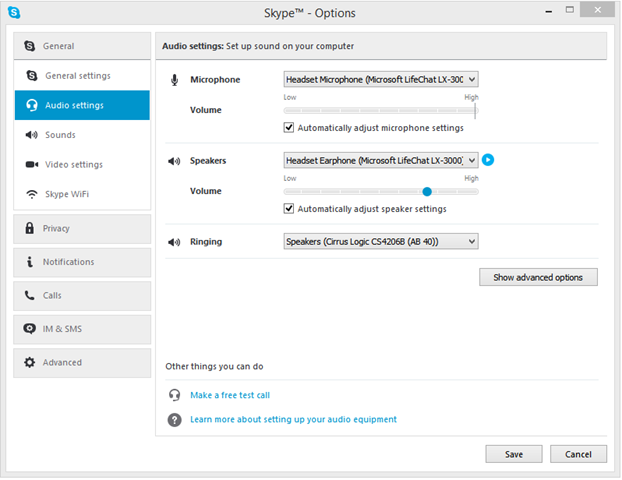 Skype™ - Options
General
General settings
Audio settings
Sounds
Video settings
Skype WiFi
Privacy
Notifications
Calls
IM & SMS
Advanced
Audio settings: Set up sound on your computer
Microphone Headset Microphone (Microsoft LifeChat LX-300
Low High
Volume
Automatically adjust microphone settings
Speakers Headset Earphone (Microsoft LifeChat LX-3000)
Low High
Volume
Automatically adjust speaker settings
Ringing Speakers (Cirrus Logic CS4206B (AB 40))
Show advanced options
Other things you can do
Make a free test call
Learn more about setting up your audio equipment
Save Cancel